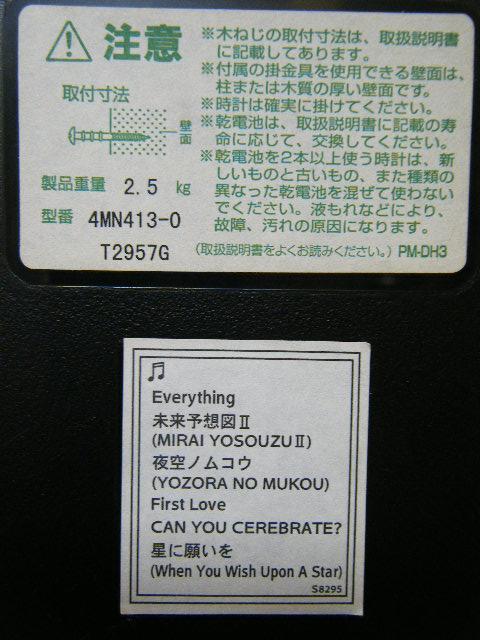 注意
※木ねじの取付寸法は、取扱説明書
に記載してあります。
※付属の掛金具を使用できる壁面は、
柱または木質の厚い壁面です。
※時計は確実に掛けてください。
※乾電池は、取扱説明書に記載の寿
命に応じて、交換してください。
※乾電池を2本以上使う時計は、新
しいものと古いもの、また種類の
異なった乾電池を混ぜて使わない
でください。液もれなどにより、
故障、汚れの原因になります。
取付寸法
壁面
製品重量 2.5 kg
型番 4MN413-0
T2957G
(取扱説明書をよくお読みください。) PM-DH3
Everything
未来予想図Ⅱ
(MIRAI YOSOUZUⅡ)
夜空ノムコウ
(YOZORA NO MUKOU)
First Love
CAN YOU CEREBRATE?
星に願いを
(When You Wish Upon A Star)
S8295